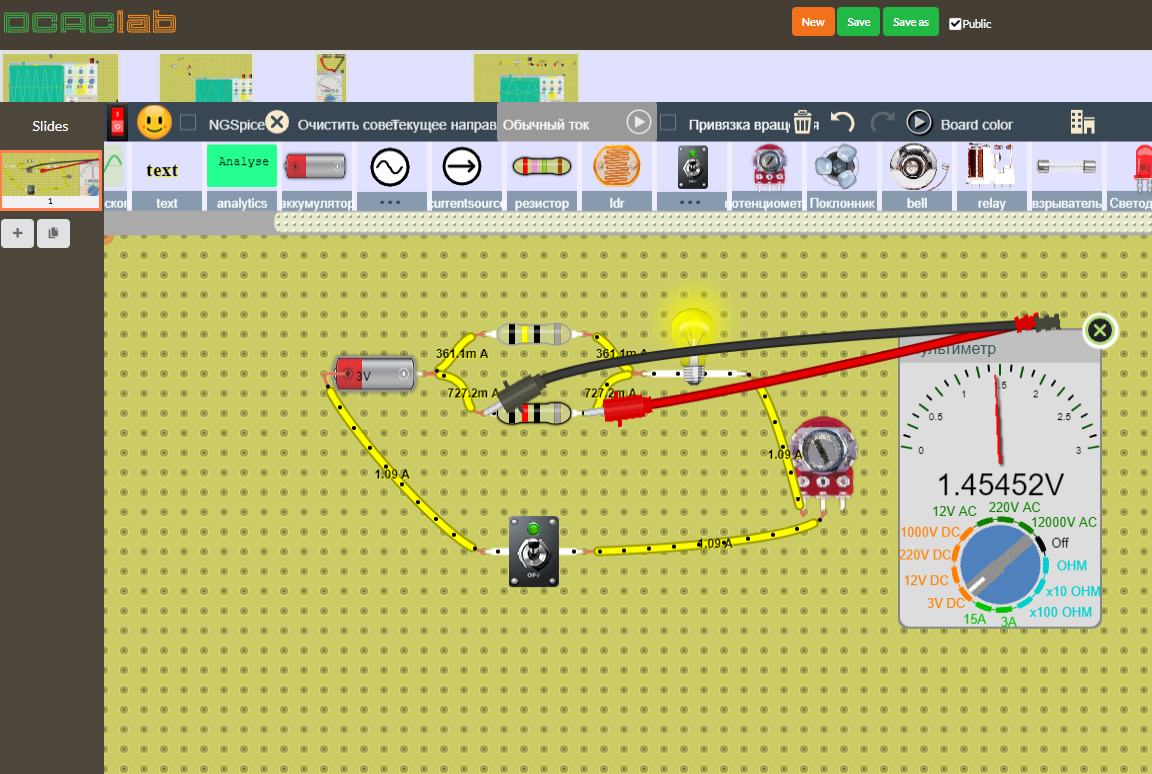 DCAClab
New Save Save as Public
Slides
NGSpice Очистить сове Текущее направ Обычный ток Привязка вращ я Board color
Analyse
text
скоп text analytics аккумулятор ... currentsourc резистор ldr ... потенциомет Поклонник bell relay взрыватель Светод
1
361.1m A 361.1m A
3V
727.2m A 727.2m A
1.09 A
1.09 A
1.09 A
OFF
ультиметр
0 0.5 1.5 2 2.5 3
1.45452V
12V AC 220V AC 12000V AC
1000V DC Off
220V DC OHM
12V DC x10 OHM
3V DC x100 OHM
15A 3A